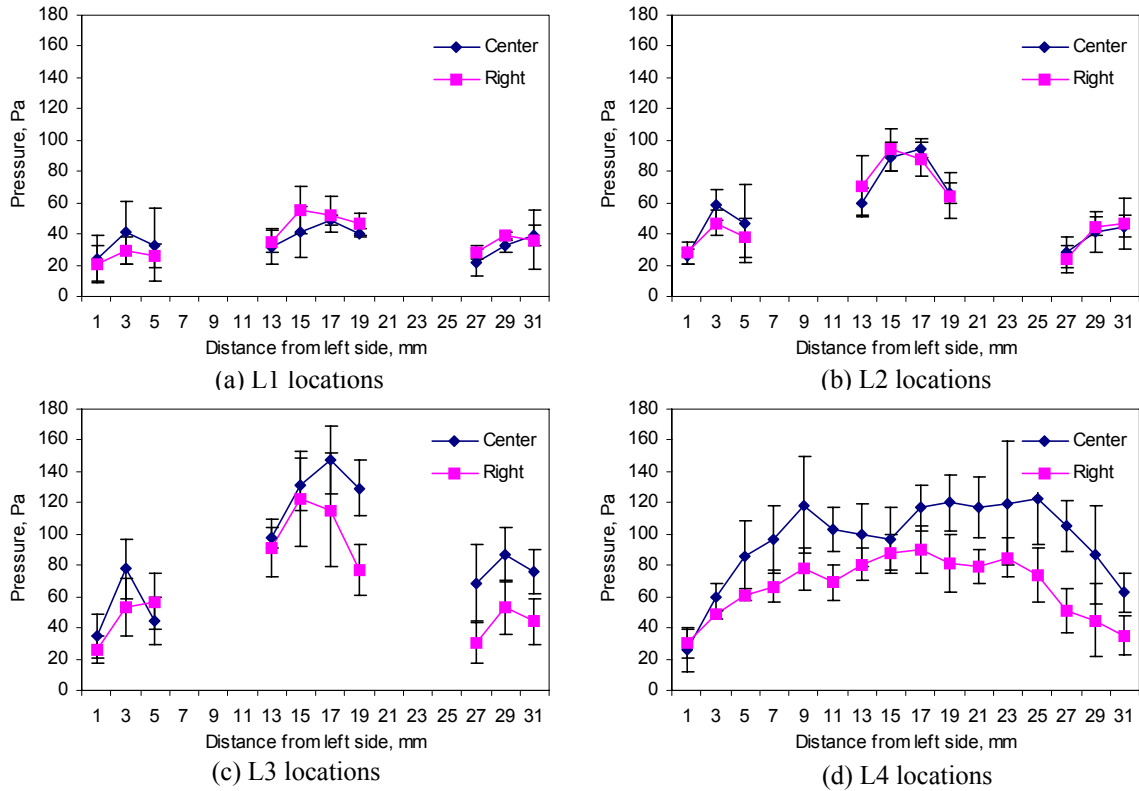 180
160
140
120
100
80
60
40
20
0
Pressure, Pa
Center
Right
1 3 5 7 9 11 13 15 17 19 21 23 25 27 29 31
Distance from left side, mm
(a) L1 locations
180
160
140
120
100
80
60
40
20
0
Pressure, Pa
Center
Right
1 3 5 7 9 11 13 15 17 19 21 23 25 27 29 31
Distance from left side, mm
(b) L2 locations
180
160
140
120
100
80
60
40
20
0
Pressure, Pa
Center
Right
1 3 5 7 9 11 13 15 17 19 21 23 25 27 29 31
Distance from left side, mm
(c) L3 locations
180
160
140
120
100
80
60
40
20
0
Pressure, Pa
Center
Right
1 3 5 7 9 11 13 15 17 19 21 23 25 27 29 31
Distance from left side, mm
(d) L4 locations